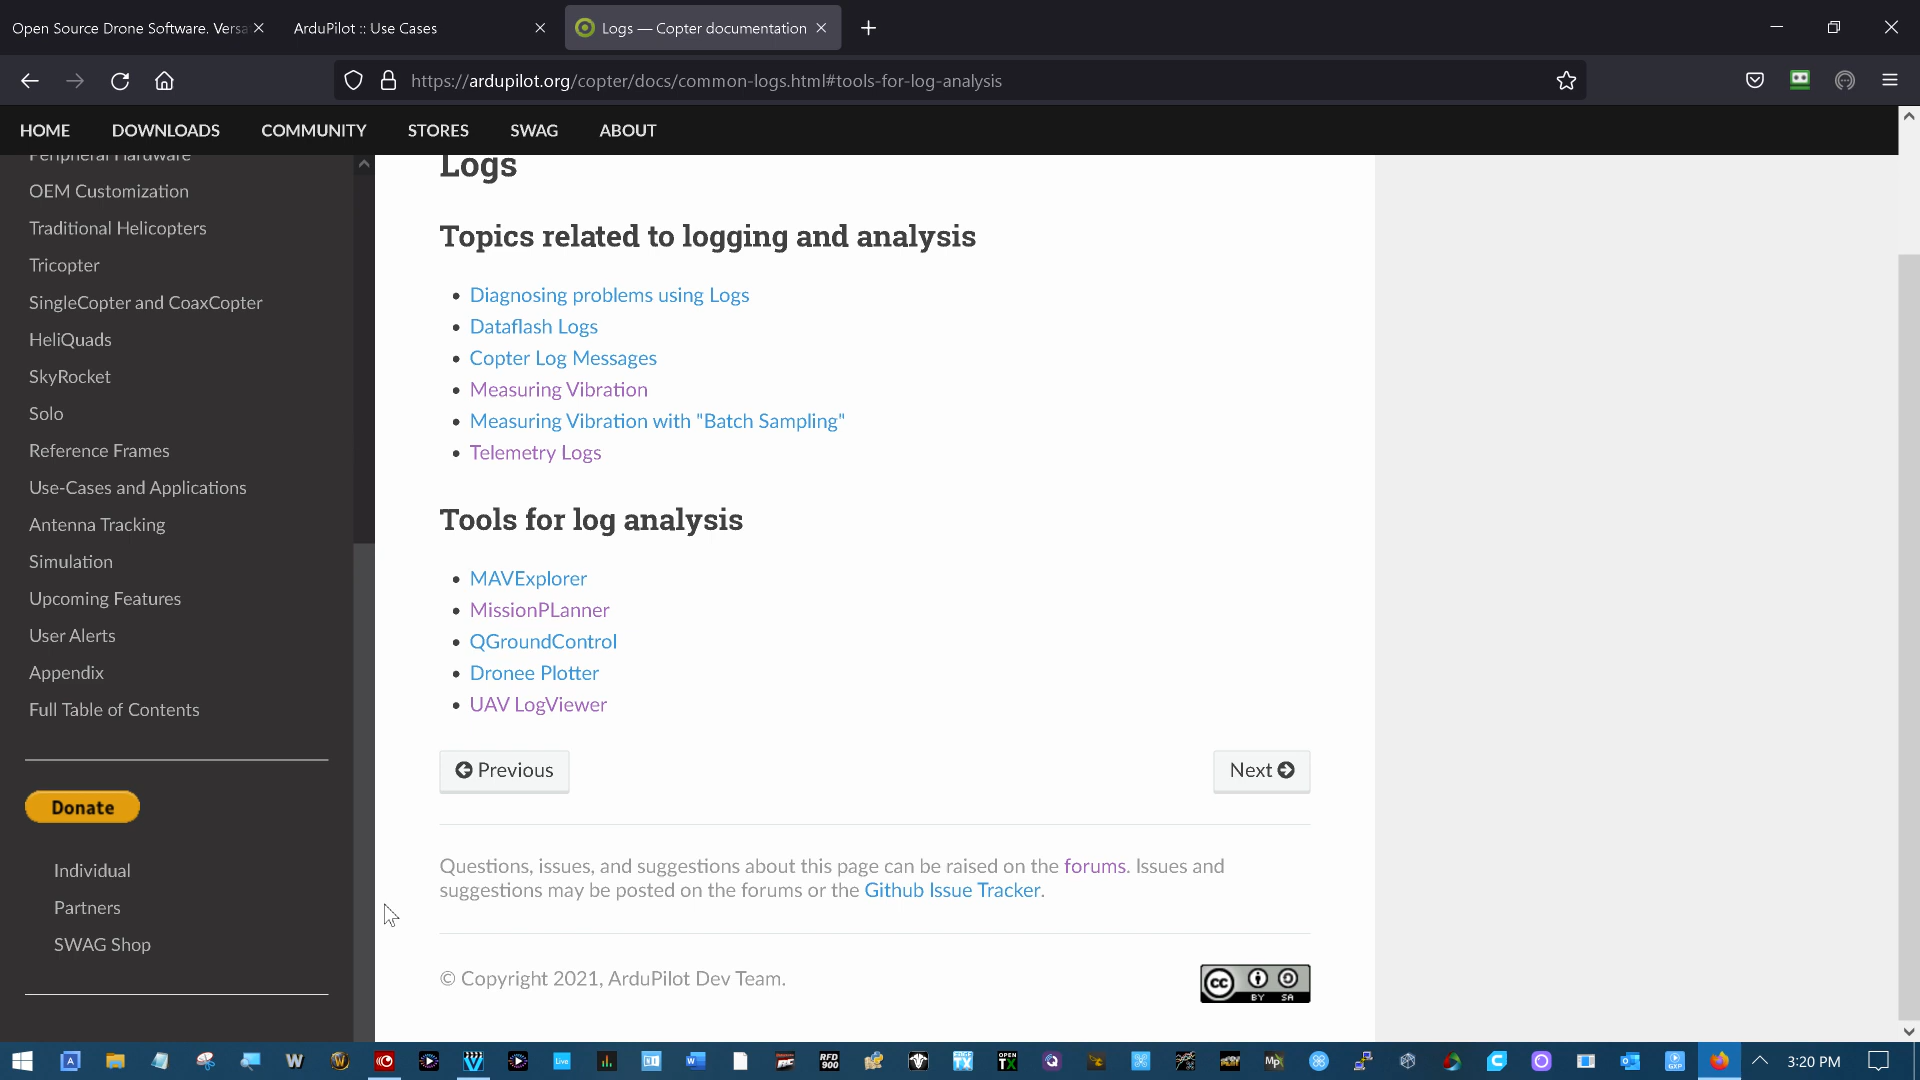 Open Source Drone Software. Versa
ArduPilot :: Use Cases
Logs — Copter documentation
https://ardupilot.org/copter/docs/common-logs.html#tools-for-log-analysis
HOME
DOWNLOADS
COMMUNITY
STORES
SWAG
ABOUT
Peripheral Hardware
OEM Customization
Traditional Helicopters
Tricopter
SingleCopter and CoaxCopter
HeliQuads
SkyRocket
Solo
Reference Frames
Use-Cases and Applications
Antenna Tracking
Simulation
Upcoming Features
User Alerts
Appendix
Full Table of Contents
Donate
Individual
Partners
SWAG Shop
Logs
Topics related to logging and analysis
Diagnosing problems using Logs
Dataflash Logs
Copter Log Messages
Measuring Vibration
Measuring Vibration with "Batch Sampling"
Telemetry Logs
Tools for log analysis
MAVExplorer
MissionPLanner
QGroundControl
Dronee Plotter
UAV LogViewer
Previous
Next
Questions, issues, and suggestions about this page can be raised on the forums. Issues and
suggestions may be posted on the forums or the Github Issue Tracker.
© Copyright 2021, ArduPilot Dev Team.
CC BY SA
3:20 PM